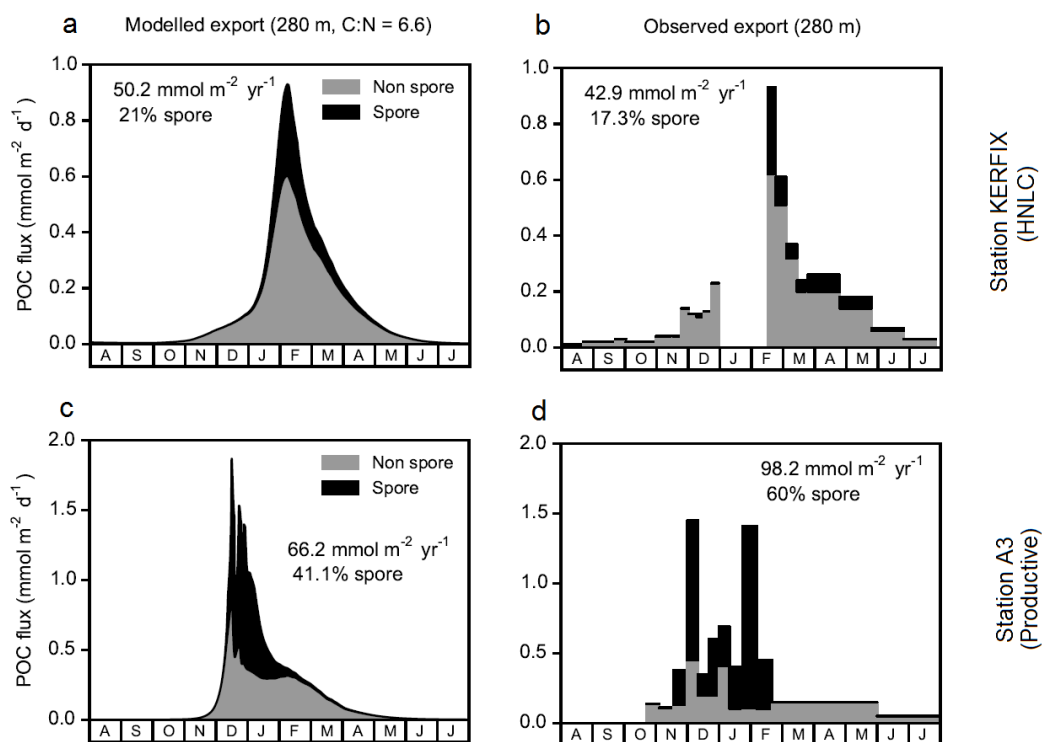 a
Modelled export (280 m, C:N = 6.6)
1.0
0.8
0.6
0.4
0.2
0.0
POC flux (mmol m-2 d-1)
50.2 mmol m-2 yr-1
21% spore
Non spore
Spore
A S O N D J F M A M J J
b
Observed export (280 m)
1.0
0.8
0.6
0.4
0.2
0.0
42.9 mmol m-2 yr-1
17.3% spore
A S O N D J F M A M J J
Station KERFIX
(HNLC)
c
2.0
1.5
1.0
0.5
0.0
POC flux (mmol m-2 d-1)
Non spore
Spore
66.2 mmol m-2 yr-1
41.1% spore
A S O N D J F M A M J J
d
2.0
1.5
1.0
0.5
0.0
98.2 mmol m-2 yr-1
60% spore
A S O N D J F M A M J J
Station A3
(Productive)